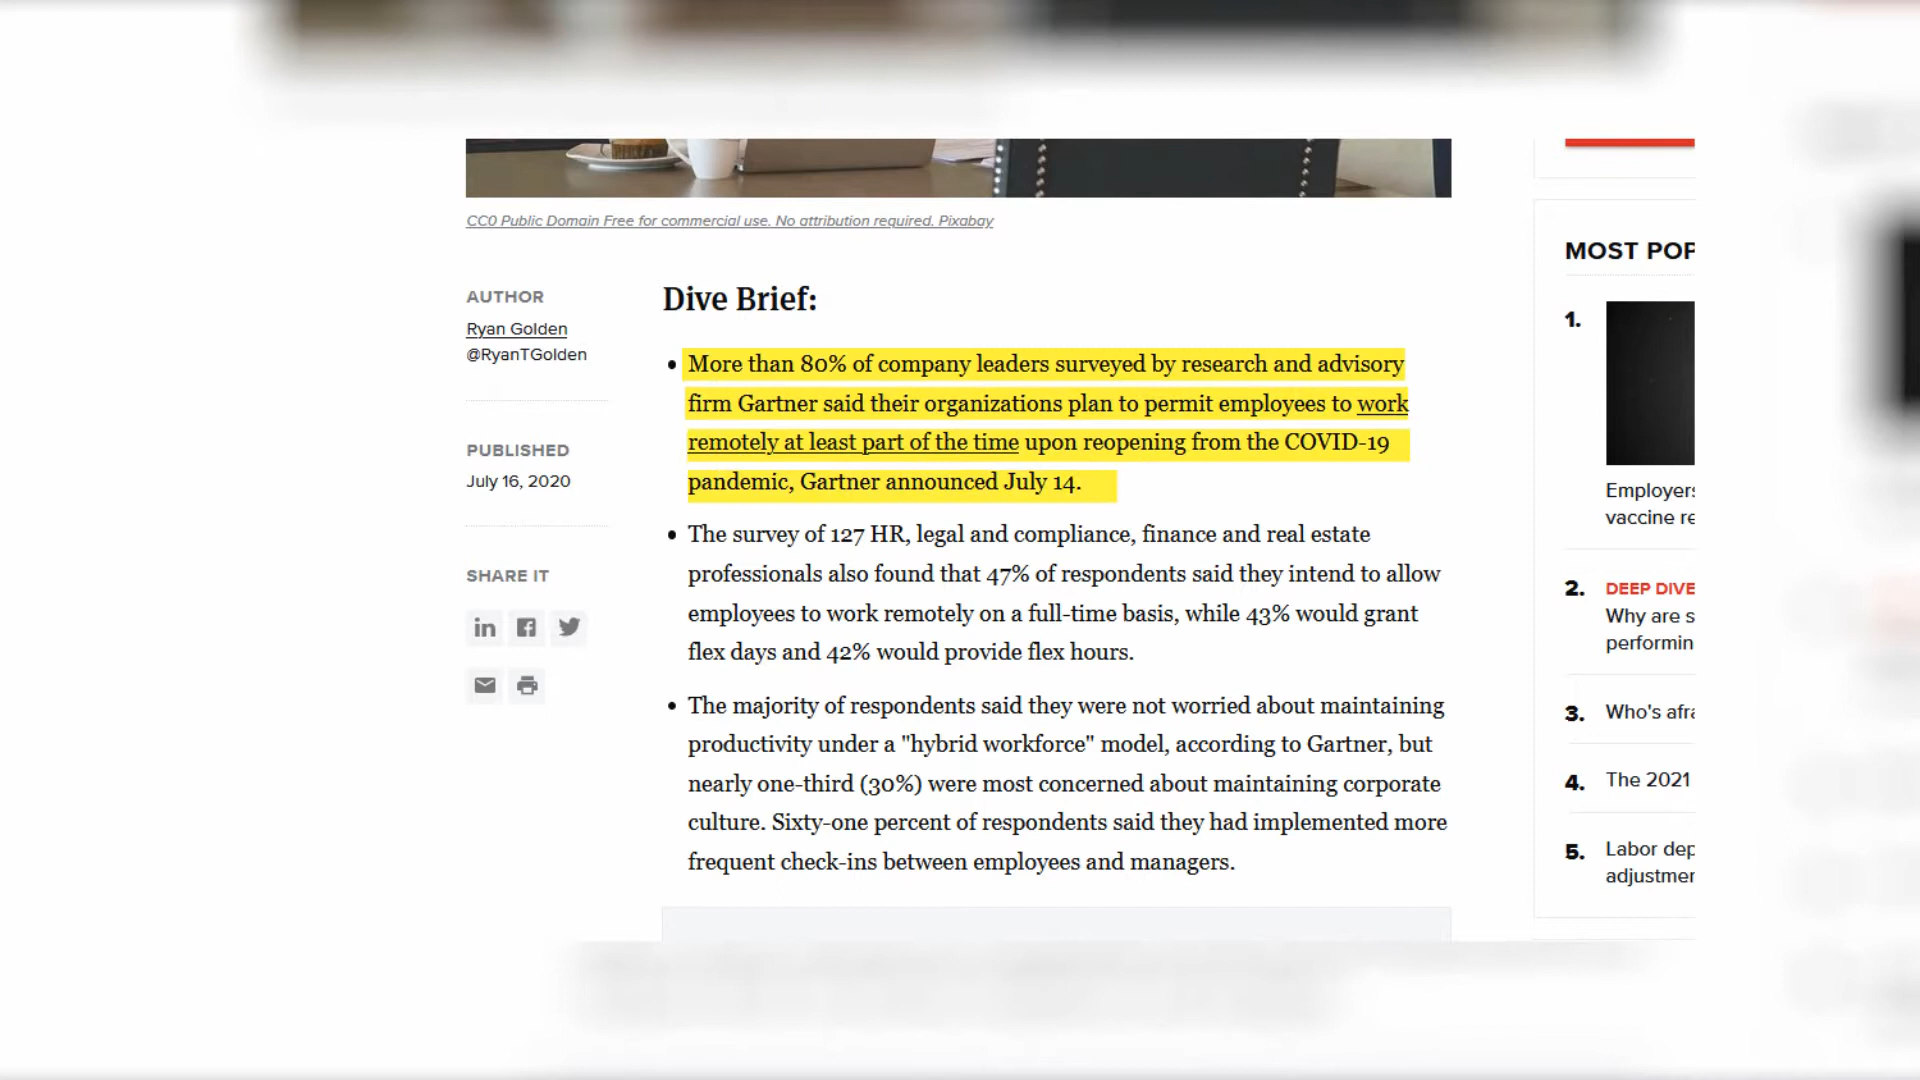 CC0 Public Domain Free for commercial use. No attribution required. Pixabay
AUTHOR
Ryan Golden
@RyanTGolden
PUBLISHED
July 16, 2020
SHARE IT
Dive Brief:
• More than 80% of company leaders surveyed by research and advisory
firm Gartner said their organizations plan to permit employees to work
remotely at least part of the time upon reopening from the COVID-19
pandemic, Gartner announced July 14.
• The survey of 127 HR, legal and compliance, finance and real estate
professionals also found that 47% of respondents said they intend to allow
employees to work remotely on a full-time basis, while 43% would grant
flex days and 42% would provide flex hours.
• The majority of respondents said they were not worried about maintaining
productivity under a "hybrid workforce" model, according to Gartner, but
nearly one-third (30%) were most concerned about maintaining corporate
culture. Sixty-one percent of respondents said they had implemented more
frequent check-ins between employees and managers.
MOST POP
1.
Employers
vaccine re
2. DEEP DIVE
Why are s
performin
3. Who's afra
4. The 2021
5. Labor dep
adjustmer